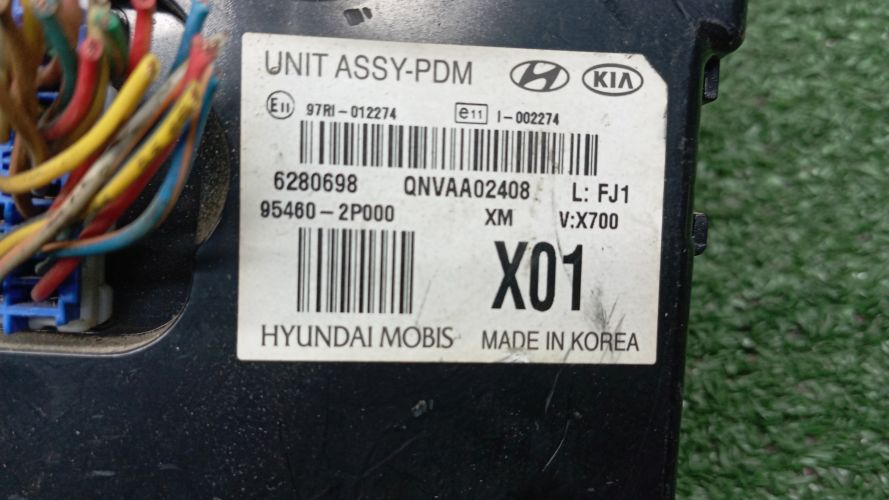 UNIT ASSY-PDM KIA
E11 97RI-012274 e11 I-002274
6280698 QNVAA02408 L: FJ1
95460-2P000 XM V:X700
X01
HYUNDAI MOBIS MADE IN KOREA